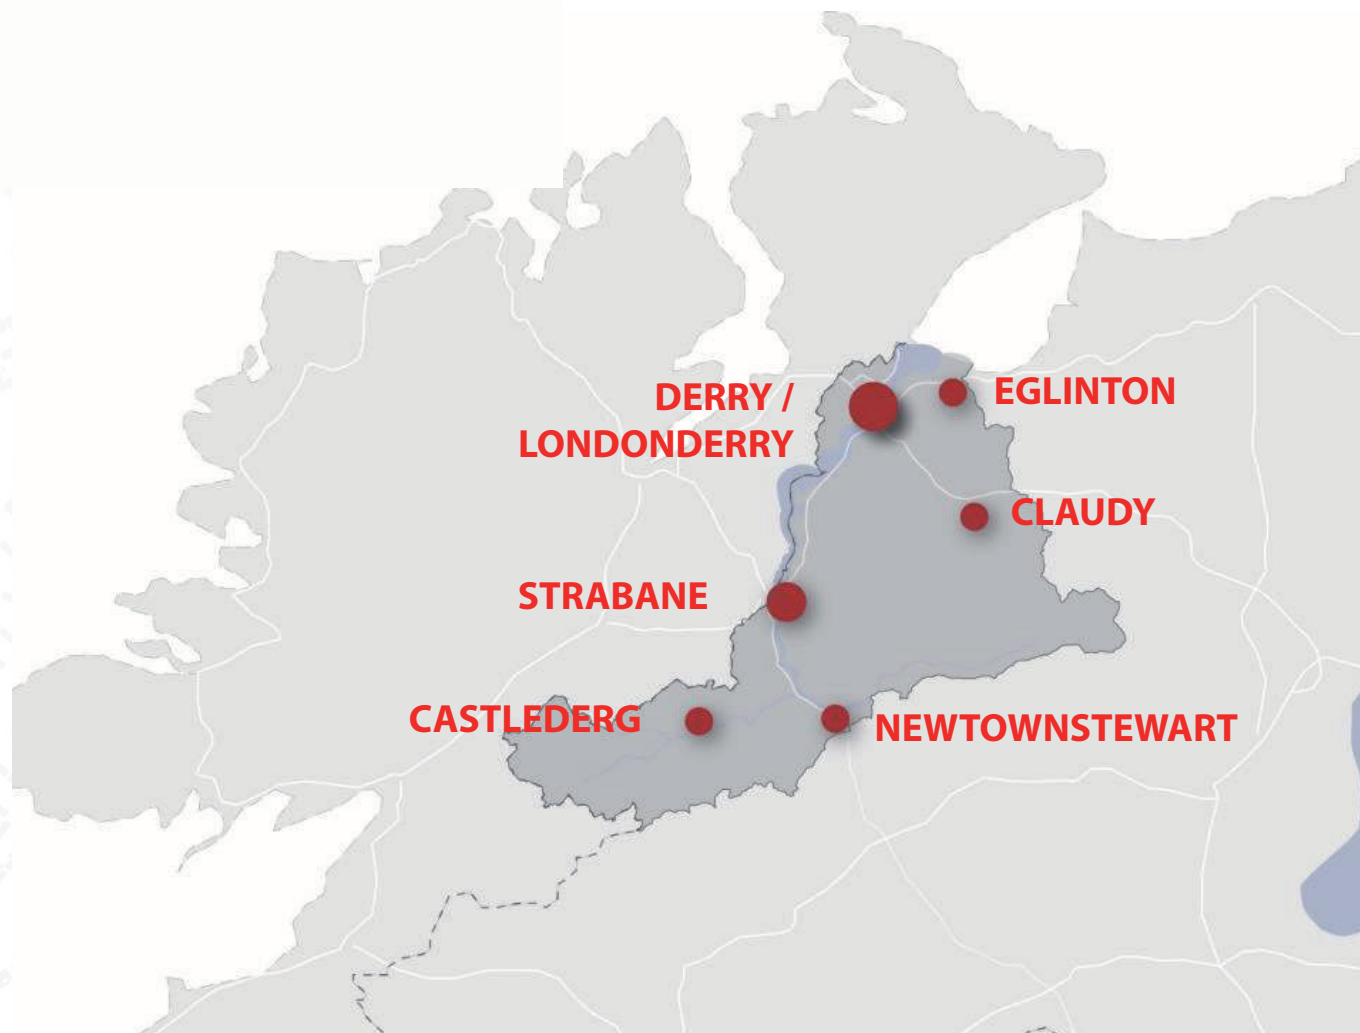 DERRY /
LONDONDERRY
EGLINTON
CLAUDY
STRABANE
CASTLEDERG
NEWTOWNSTEWART